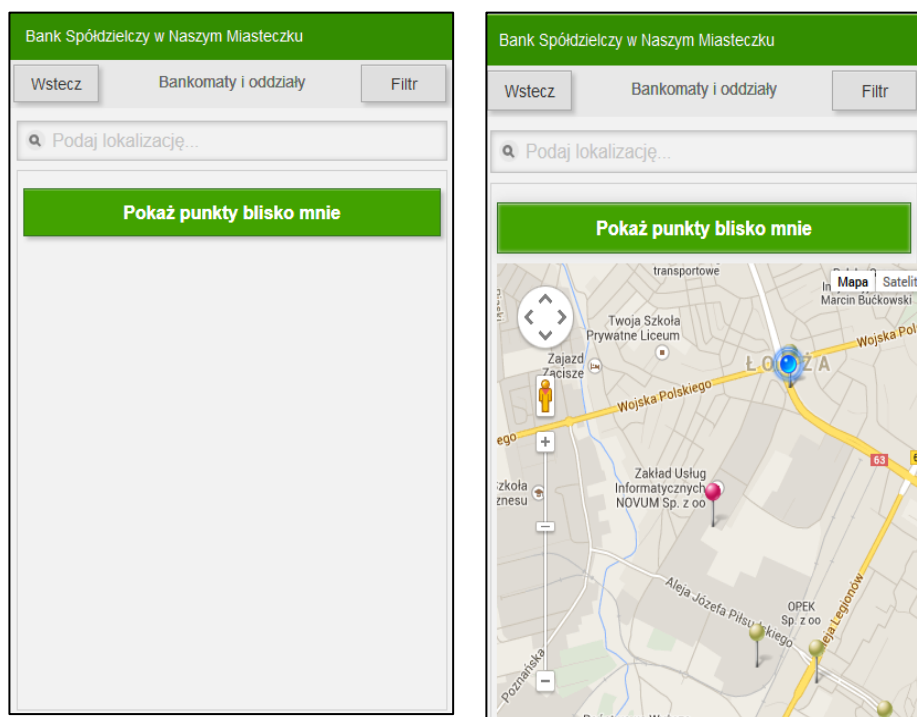 Bank Spółdzielczy w Naszym Miasteczku
Wstecz
Bankomaty i oddziały
Filtr
Podaj lokalizację...
Pokaż punkty blisko mnie
Bank Spółdzielczy w Naszym Miasteczku
Wstecz
Bankomaty i oddziały
Filtr
Podaj lokalizację...
Pokaż punkty blisko mnie
transportowe
Mapa
Satelit
Marcin Bućkowski
Twoja Szkoła
Prywatne Liceum
Wojska Pol
Zajazd
Zacisze
Wojska Polskiego
ego
63
Zakład Usług
Informatycznych
NOVUM Sp. z oo
zkoła
znesu
Aleja Józefa Piłsudskiego
OPEK
Sp. z oo
Aleja Legionów
Poznańska